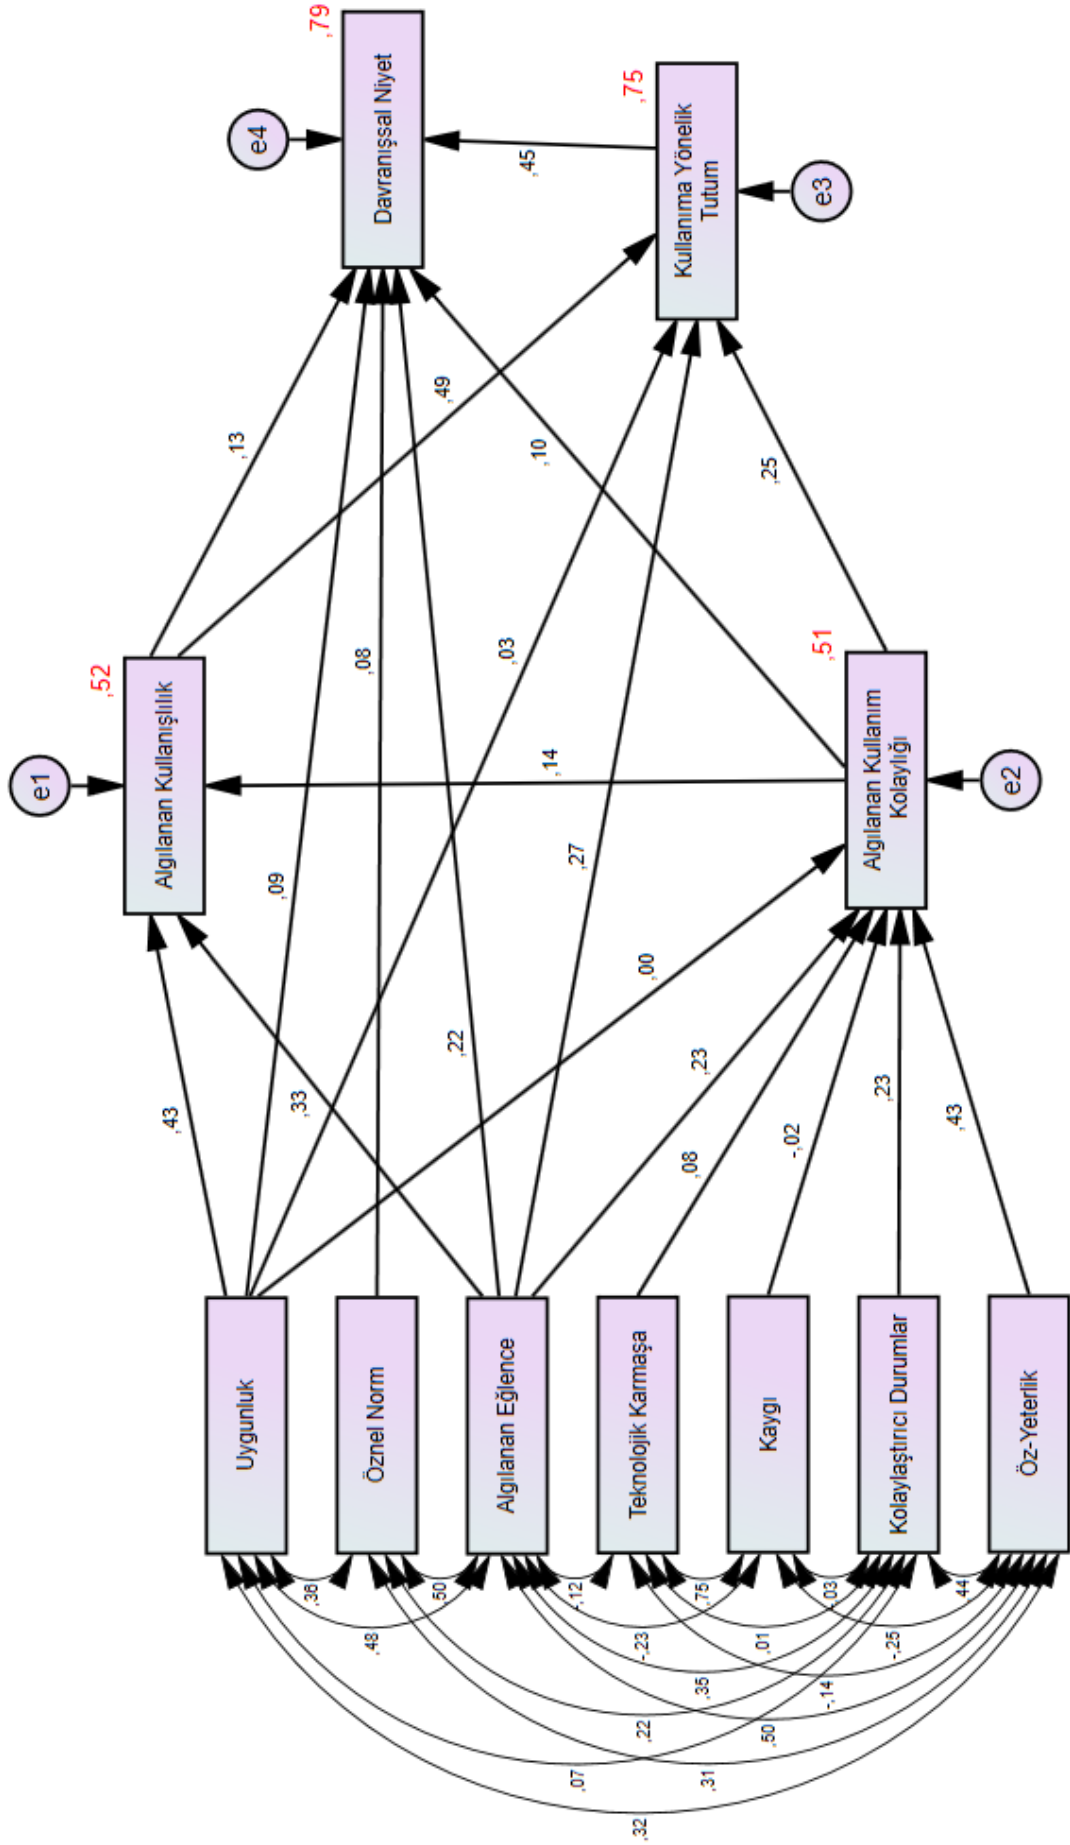 e1
,52
Algılanan Kullanışlılık
e4
,79
Davranışsal Niyet
,75
Kullanıma Yönelik
Tutum
e3
,51
Algılanan Kullanım
Kolaylığı
e2
Uygunluk
Öznel Norm
Algılanan Eğlence
Teknolojik Karmaşa
Kaygı
Kolaylaştırıcı Durumlar
Öz-Yeterlik
,43
,33
,09
,08
,22
,03
,27
,00
,23
,08
-,02
,23
,43
,14
,13
,49
,10
,25
,45
,36
,50
-,12
,75
-,03
,44
,48
-,23
,01
-,25
,35
-,14
,22
,50
,07
,31
,32